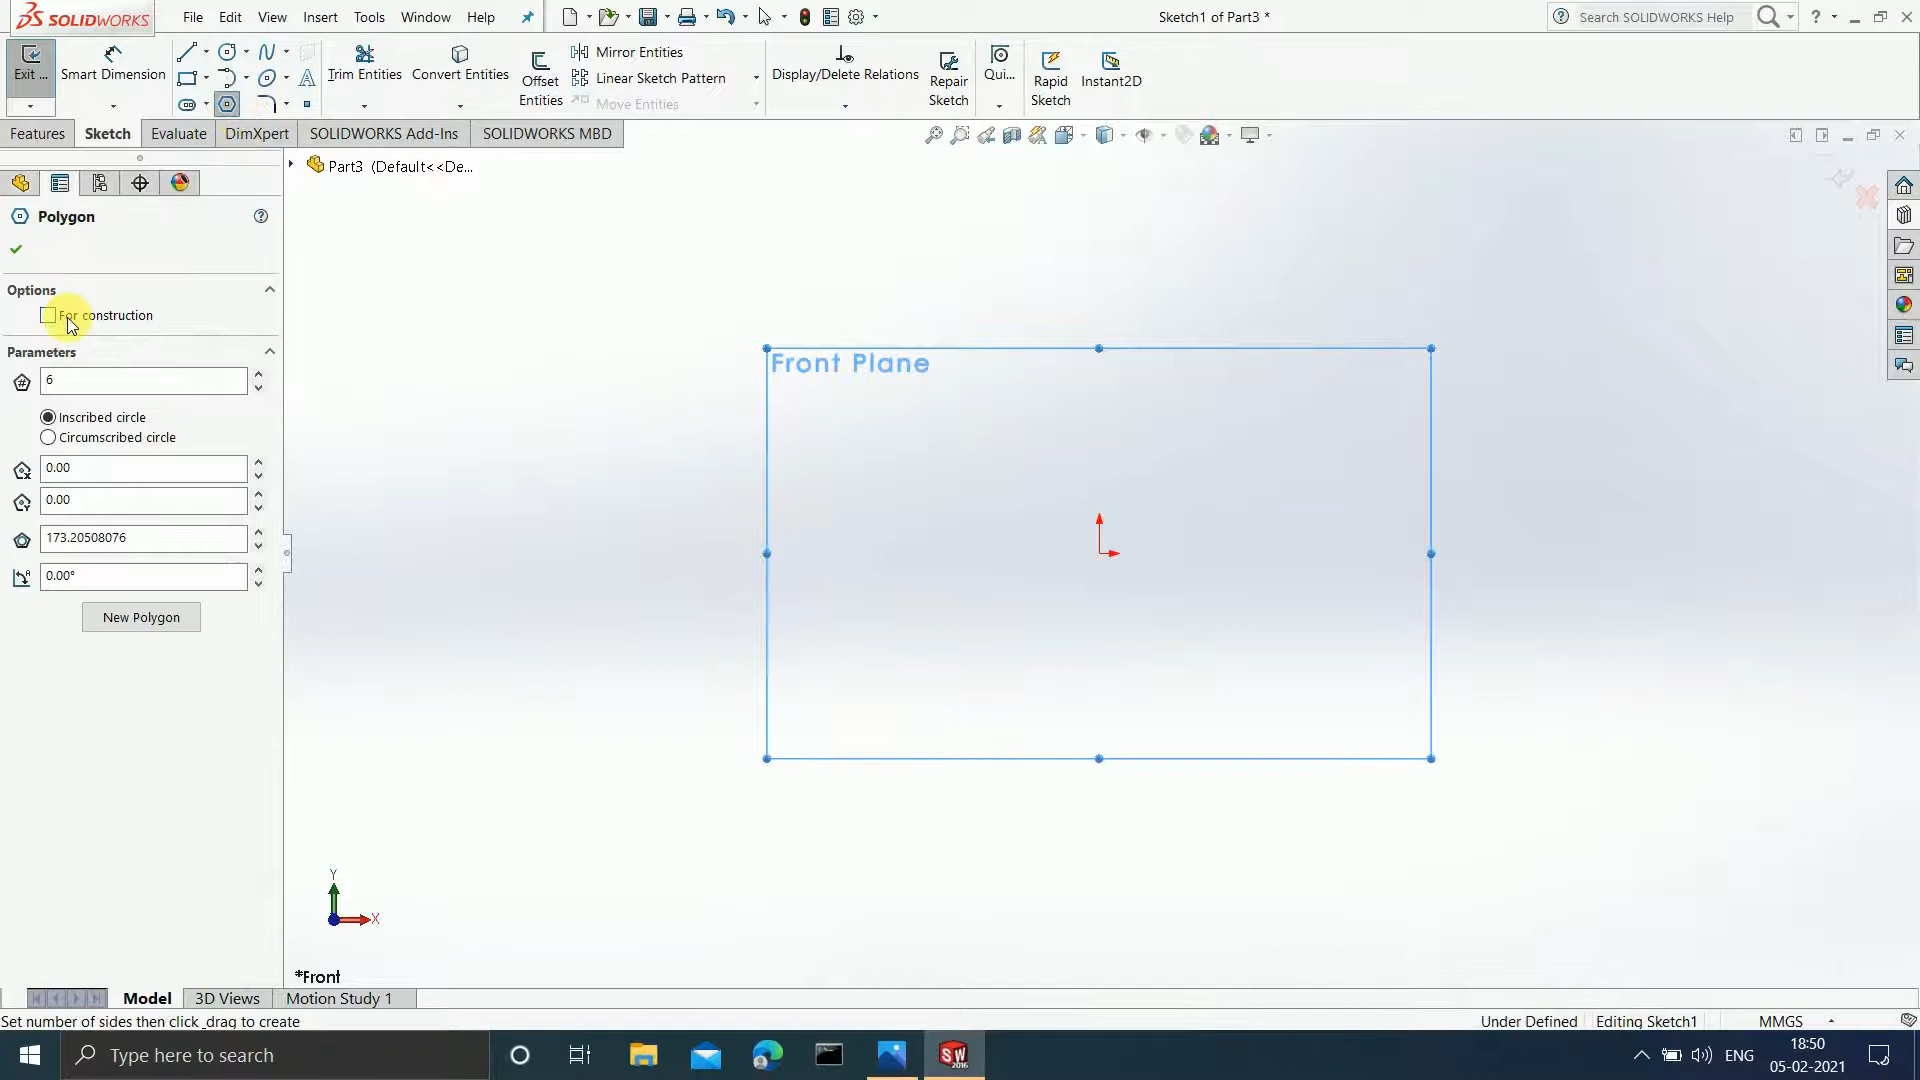 SOLIDWORKS File Edit View Insert Tools Window Help Sketch1 of Part3 * Search SOLIDWORKS Help
Exit ... Smart Dimension Trim Entities Convert Entities Offset Entities Mirror Entities Display/Delete Relations Repair Sketch Qui... Rapid Sketch Instant2D
Linear Sketch Pattern
Move Entities
Features Sketch Evaluate DimXpert SOLIDWORKS Add-Ins SOLIDWORKS MBD
Part3 (Default<<De...
Polygon
Options
For construction
Parameters
6
Inscribed circle
Circumscribed circle
0.00
0.00
173.20508076
0.00°
New Polygon
Front Plane
Y
X
*Front
Model 3D Views Motion Study 1
Set number of sides then click_drag to create Under Defined Editing Sketch1 MMGS
Type here to search SW 2016 ENG 18:50
05-02-2021